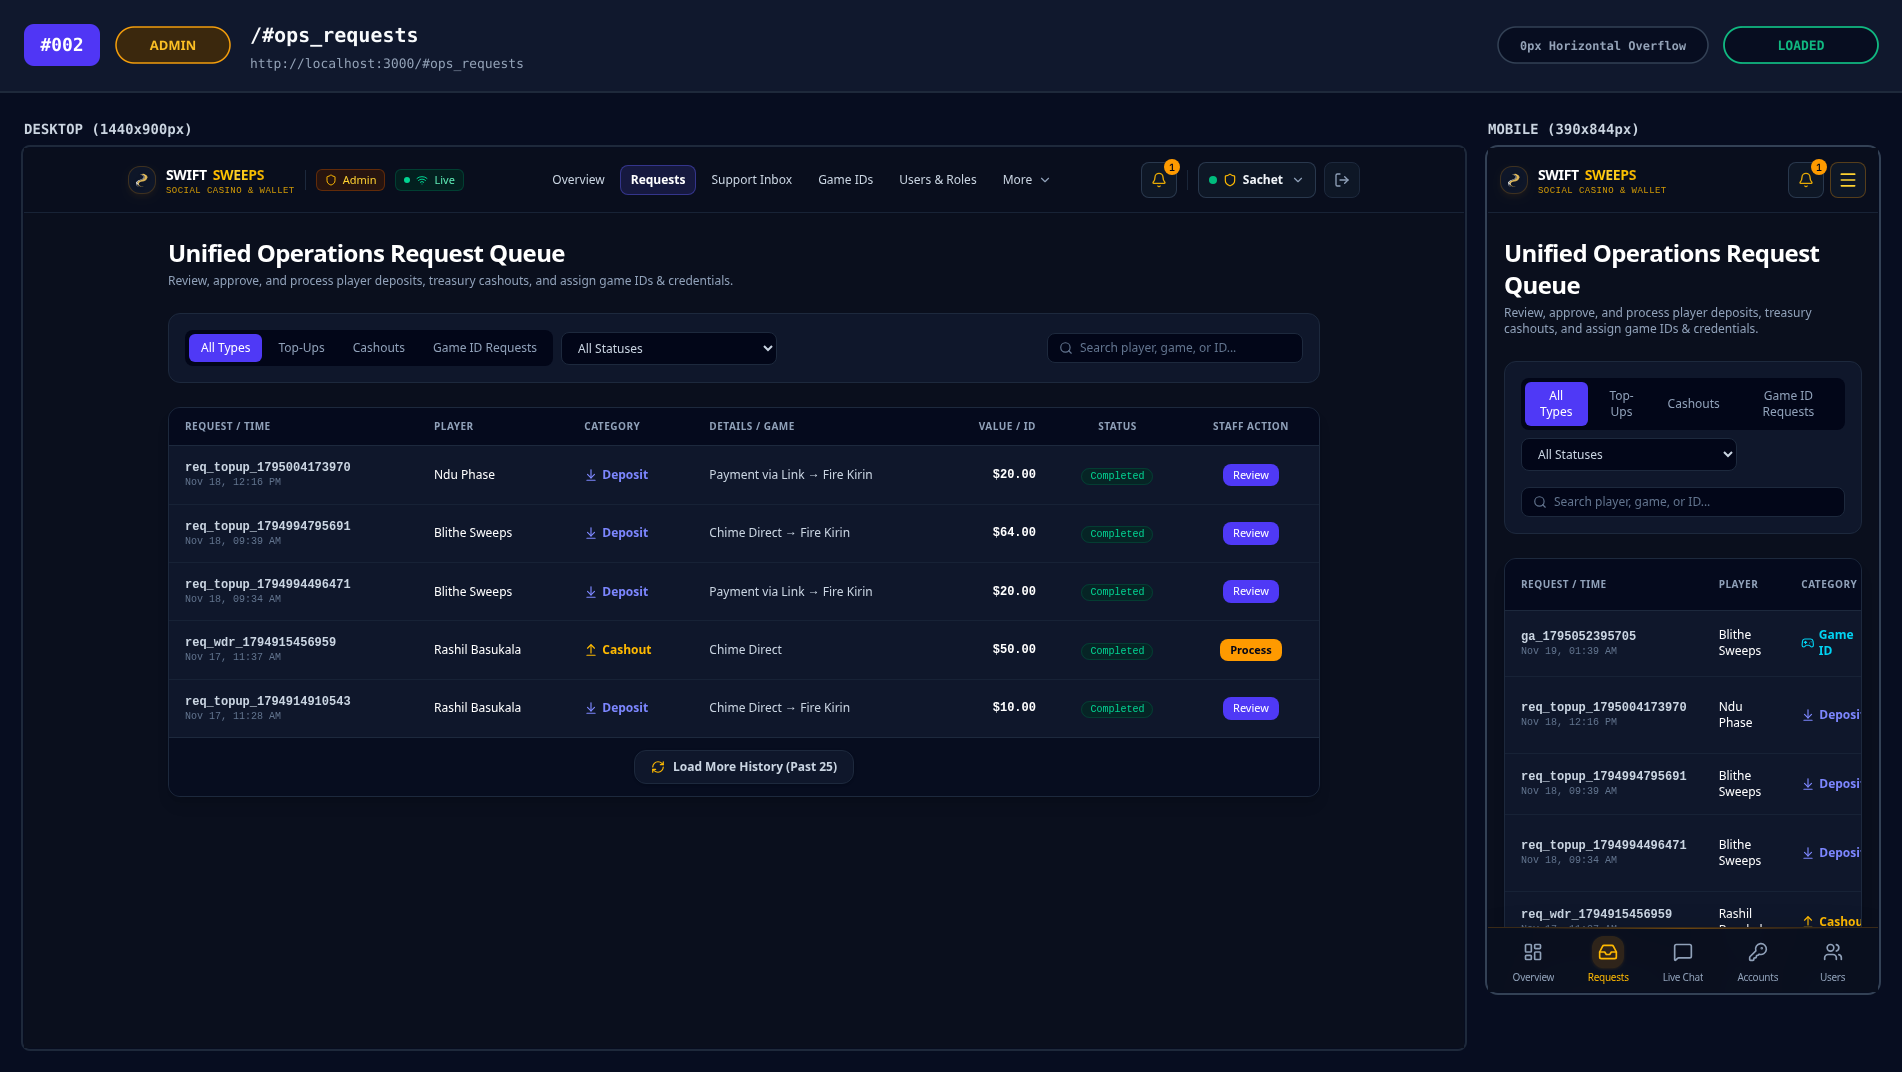 #002
ADMIN
/#ops_requests
http://localhost:3000/#ops_requests
0px Horizontal Overflow
LOADED
DESKTOP (1440x900px)
SWIFT SWEEPS
SOCIAL CASINO & WALLET
Admin
Live
Overview
Requests
Support Inbox
Game IDs
Users & Roles
More
1
Sachet
Unified Operations Request Queue
Review, approve, and process player deposits, treasury cashouts, and assign game IDs & credentials.
All Types
Top-Ups
Cashouts
Game ID Requests
All Statuses
Search player, game, or ID...
REQUEST / TIME PLAYER CATEGORY DETAILS / GAME VALUE / ID STATUS STAFF ACTION
req_topup_1795004173970 Ndu Phase Deposit Payment via Link → Fire Kirin $20.00 Completed Review
Nov 18, 12:16 PM
req_topup_1794994795691 Blithe Sweeps Deposit Chime Direct → Fire Kirin $64.00 Completed Review
Nov 18, 09:39 AM
req_topup_1794994496471 Blithe Sweeps Deposit Payment via Link → Fire Kirin $20.00 Completed Review
Nov 18, 09:34 AM
req_wdr_1794915456959 Rashil Basukala Cashout Chime Direct $50.00 Completed Process
Nov 17, 11:37 AM
req_topup_1794914910543 Rashil Basukala Deposit Chime Direct → Fire Kirin $10.00 Completed Review
Nov 17, 11:28 AM
Load More History (Past 25)
MOBILE (390x844px)
SWIFT SWEEPS
SOCIAL CASINO & WALLET
1
Unified Operations Request
Queue
Review, approve, and process player deposits, treasury
cashouts, and assign game IDs & credentials.
All
Types
Top-
Ups
Cashouts
Game ID
Requests
All Statuses
Search player, game, or ID...
REQUEST / TIME PLAYER CATEGORY
ga_1795052395705
Nov 19, 01:39 AM
Blithe
Sweeps
Game
ID
req_topup_1795004173970
Nov 18, 12:16 PM
Ndu
Phase
Deposi
req_topup_1794994795691
Nov 18, 09:39 AM
Blithe
Sweeps
Deposi
req_topup_1794994496471
Nov 18, 09:34 AM
Blithe
Sweeps
Deposi
req_wdr_1794915456959
Rashil
Cashou
Overview
Requests
Live Chat
Accounts
Users